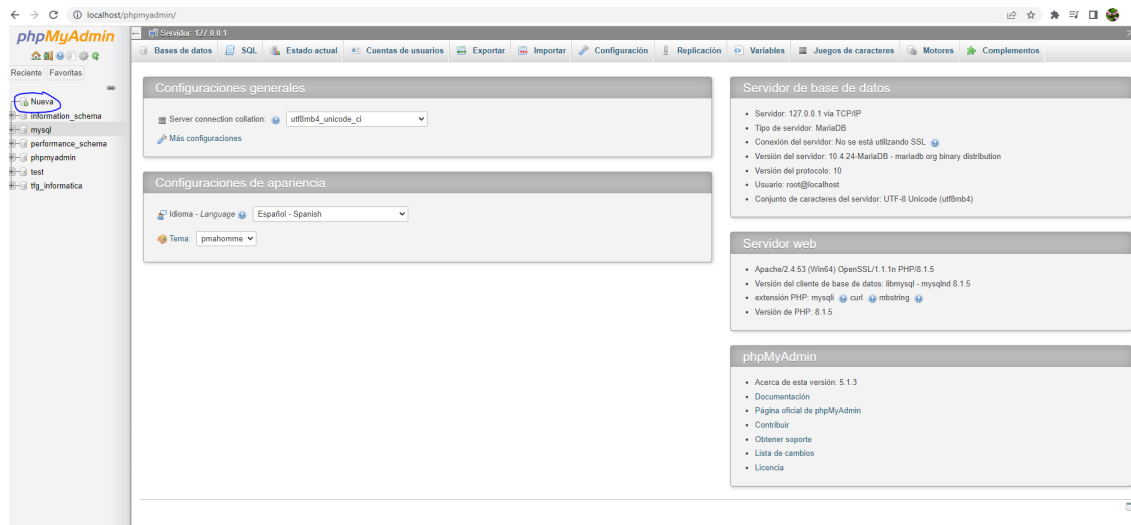 localhost/phpmyadmin/
phpMyAdmin
Reciente Favoritas
Nueva
information_schema
mysql
performance_schema
phpmyadmin
test
tfg_informatica
Servidor: 127.0.0.1
Bases de datos SQL Estado actual Cuentas de usuarios Exportar Importar Configuración Replicación Variables Juegos de caracteres Motores Complementos
Configuraciones generales
Server connection collation: utf8mb4_unicode_ci
Más configuraciones
Configuraciones de apariencia
Idioma - Language Español - Spanish
Tema: pmahomme
Servidor de base de datos
Servidor: 127.0.0.1 via TCP/IP
Tipo de servidor: MariaDB
Conexión del servidor: No se está utilizando SSL
Versión del servidor: 10.4.24-MariaDB - mariadb.org binary distribution
Versión del protocolo: 10
Usuario: root@localhost
Conjunto de caracteres del servidor: UTF-8 Unicode (utf8mb4)
Servidor web
Apache/2.4.53 (Win64) OpenSSL/1.1.1n PHP/8.1.5
Versión del cliente de base de datos: libmysql - mysqlnd 8.1.5
extensión PHP: mysqli curl mbstring
Versión de PHP: 8.1.5
phpMyAdmin
Acerca de esta versión: 5.1.3
Documentación
Página oficial de phpMyAdmin
Contribuir
Obtener soporte
Lista de cambios
Licencia